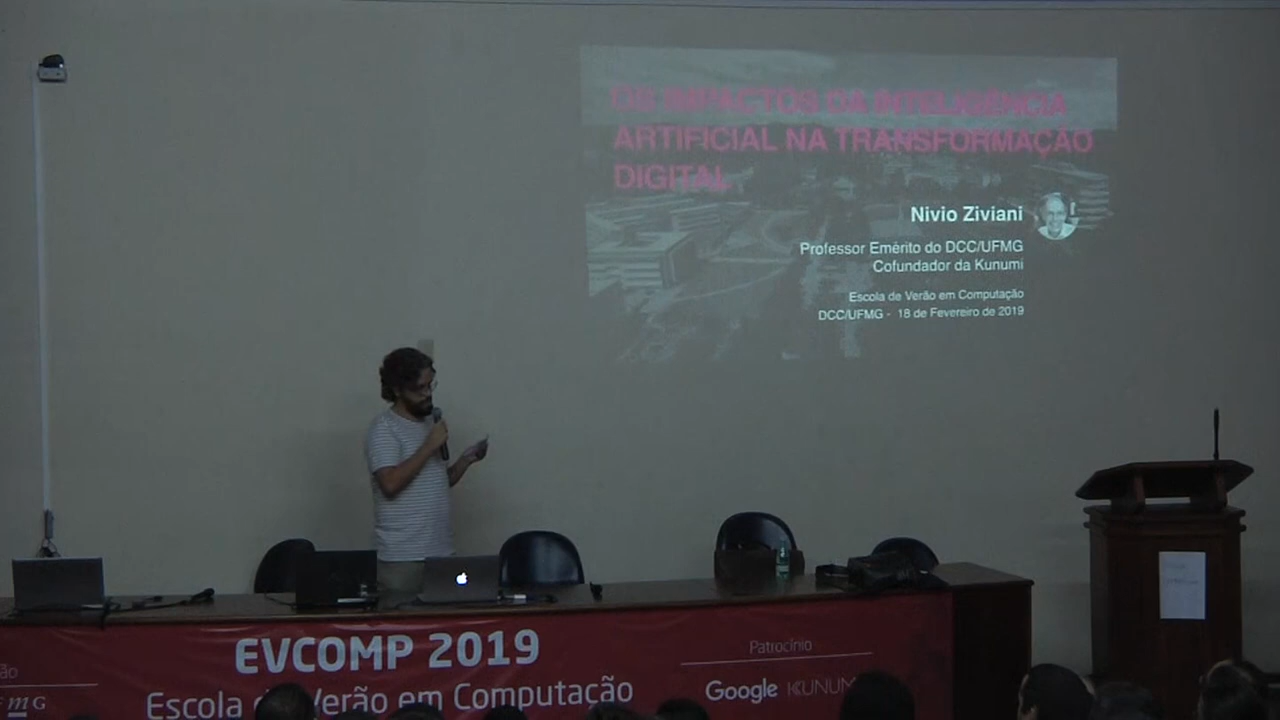 OS IMPACTOS DA INTELIGÊNCIA
ARTIFICIAL NA TRANSFORMAÇÃO
DIGITAL
Nivio Ziviani
Professor Emérito do DCC/UFMG
Cofundador da Kunumi
Escola de Verão em Computação
DCC/UFMG - 18 de Fevereiro de 2019
EVCOMP 2019
Escola de Verão em Computação
Patrocínio
Google KUNUMI